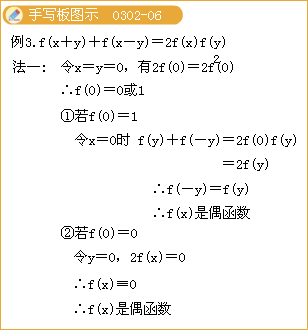 手写板图示 0302-06
例3.f(x+y)+f(x-y)=2f(x)f(y)
法一: 令x=y=0,有2f(0)=2f²(0)
∴f(0)=0或1
①若f(0)=1
令x=0时 f(y)+f(-y)=2f(0)f(y)
=2f(y)
∴f(-y)=f(y)
∴f(x)是偶函数
②若f(0)=0
令y=0,2f(x)=0
∴f(x)=0
∴f(x)是偶函数